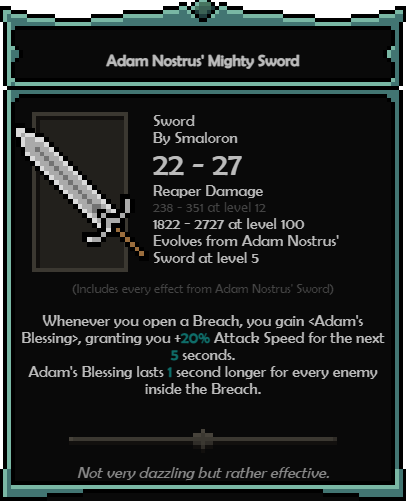 Adam Nostrus' Mighty Sword
Sword
By Smaloron
22 - 27
Reaper Damage
238 - 351 at level 12
1822 - 2727 at level 100
Evolves from Adam Nostrus'
Sword at level 5
(Includes every effect from Adam Nostrus' Sword)
Whenever you open a Breach, you gain <Adam's
Blessing>, granting you +20% Attack Speed for the next
5 seconds.
Adam's Blessing lasts 1 second longer for every enemy
inside the Breach.
Not very dazzling but rather effective.